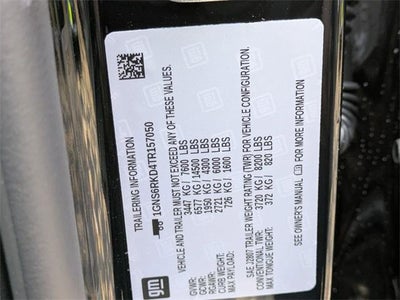 gm
TRAILERING INFORMATION
1GNS6RKD4TR157050
VEHICLE AND TRAILER MUST NOT EXCEED ANY OF THESE VALUES.
GVWR: 3447 KG / 7600 LBS
GCWR: 6577 KG / 14500 LBS
RGAWR: 1950 KG / 4300 LBS
CURB WEIGHT: 2721 KG / 6000 LBS
MAX PAYLOAD: 726 KG / 1600 LBS
SAE J2807 TRAILER WEIGHT RATING (TWR) FOR VEHICLE CONFIGURATION.
CONVENTIONAL TWR: 3720 KG / 8200 LBS
MAX TONGUE WEIGHT: 372 KG / 820 LBS
SEE OWNER'S MANUAL FOR MORE INFORMATION.